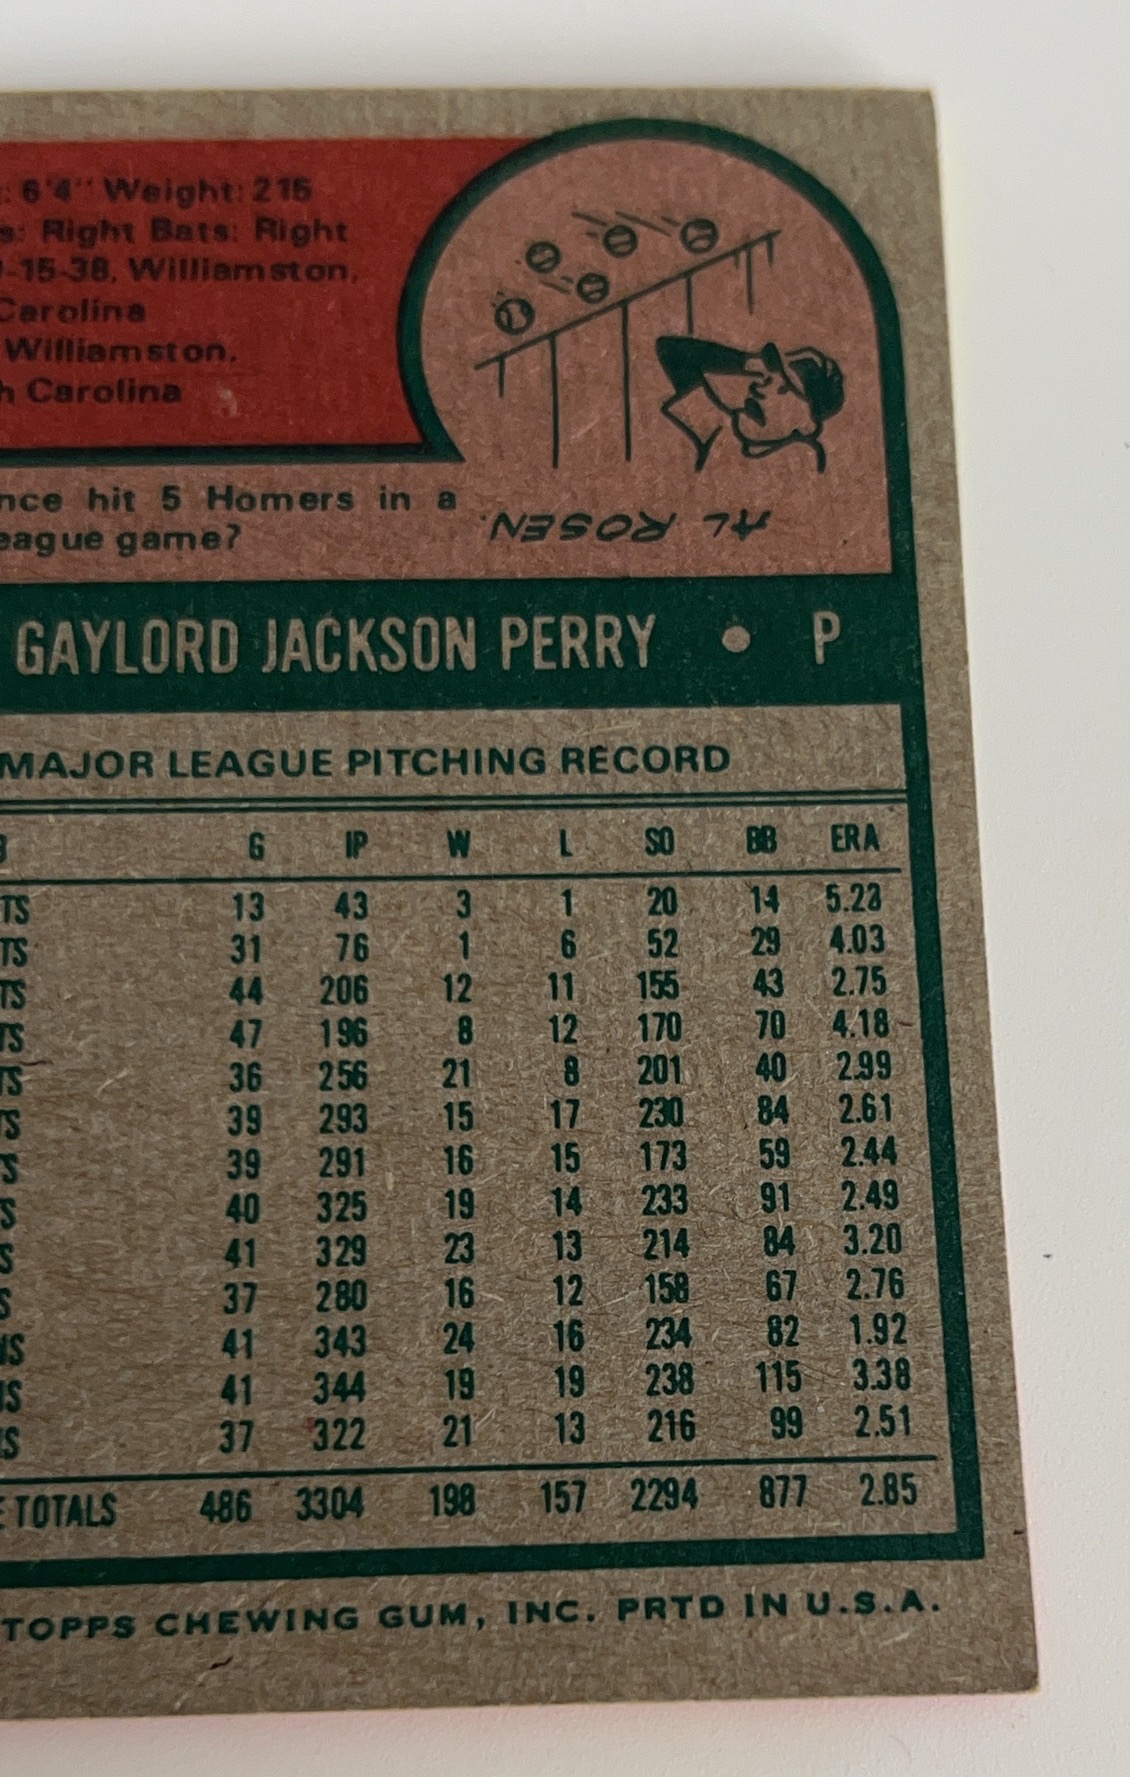 : 6'4" Weight: 215
s: Right Bats: Right
-15-38, Williamston,
Carolina
Williamston,
h Carolina
nce hit 5 Homers in a
eague game?
AL ROSEN.
GAYLORD JACKSON PERRY • P
MAJOR LEAGUE PITCHING RECORD
G IP W L SO BB ERA
TS 13 43 3 1 20 14 5.23
TS 31 76 1 6 52 29 4.03
TS 44 206 12 11 155 43 2.75
TS 47 196 8 12 170 70 4.18
TS 36 256 21 8 201 40 2.99
TS 39 293 15 17 230 84 2.61
TS 39 291 16 15 173 59 2.44
S 40 325 19 14 233 91 2.49
S 41 329 23 13 214 84 3.20
S 37 280 16 12 158 67 2.76
NS 41 343 24 16 234 82 1.92
NS 41 344 19 19 238 115 3.38
S 37 322 21 13 216 99 2.51
E TOTALS 486 3304 198 157 2294 877 2.85
TOPPS CHEWING GUM, INC. PRTD IN U.S.A.